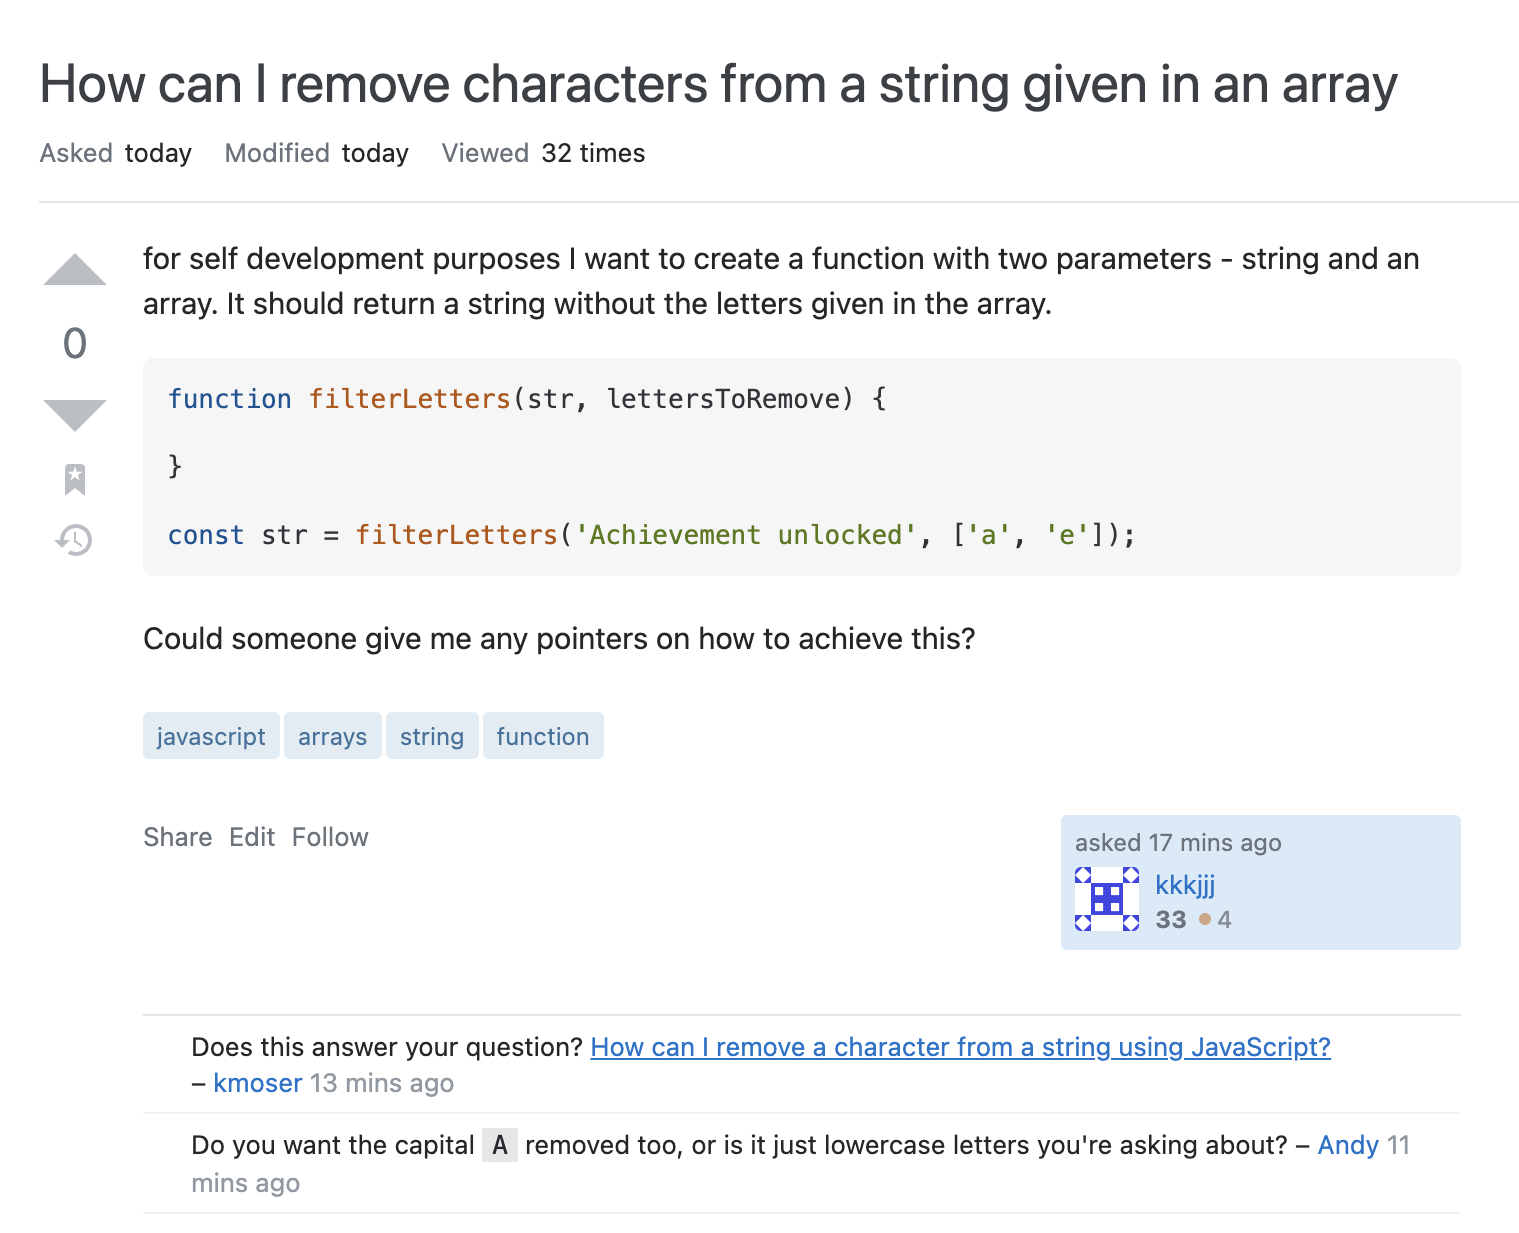 How can I remove characters from a string given in an array
Asked today Modified today Viewed 32 times
for self development purposes I want to create a function with two parameters - string and an
array. It should return a string without the letters given in the array.
0
function filterLetters(str, lettersToRemove) {
}
const str = filterLetters('Achievement unlocked', ['a', 'e']);
Could someone give me any pointers on how to achieve this?
javascript arrays string function
Share Edit Follow
asked 17 mins ago
kkkjjj
33 4
Does this answer your question? How can I remove a character from a string using JavaScript?
– kmoser 13 mins ago
Do you want the capital A removed too, or is it just lowercase letters you're asking about? – Andy 11
mins ago